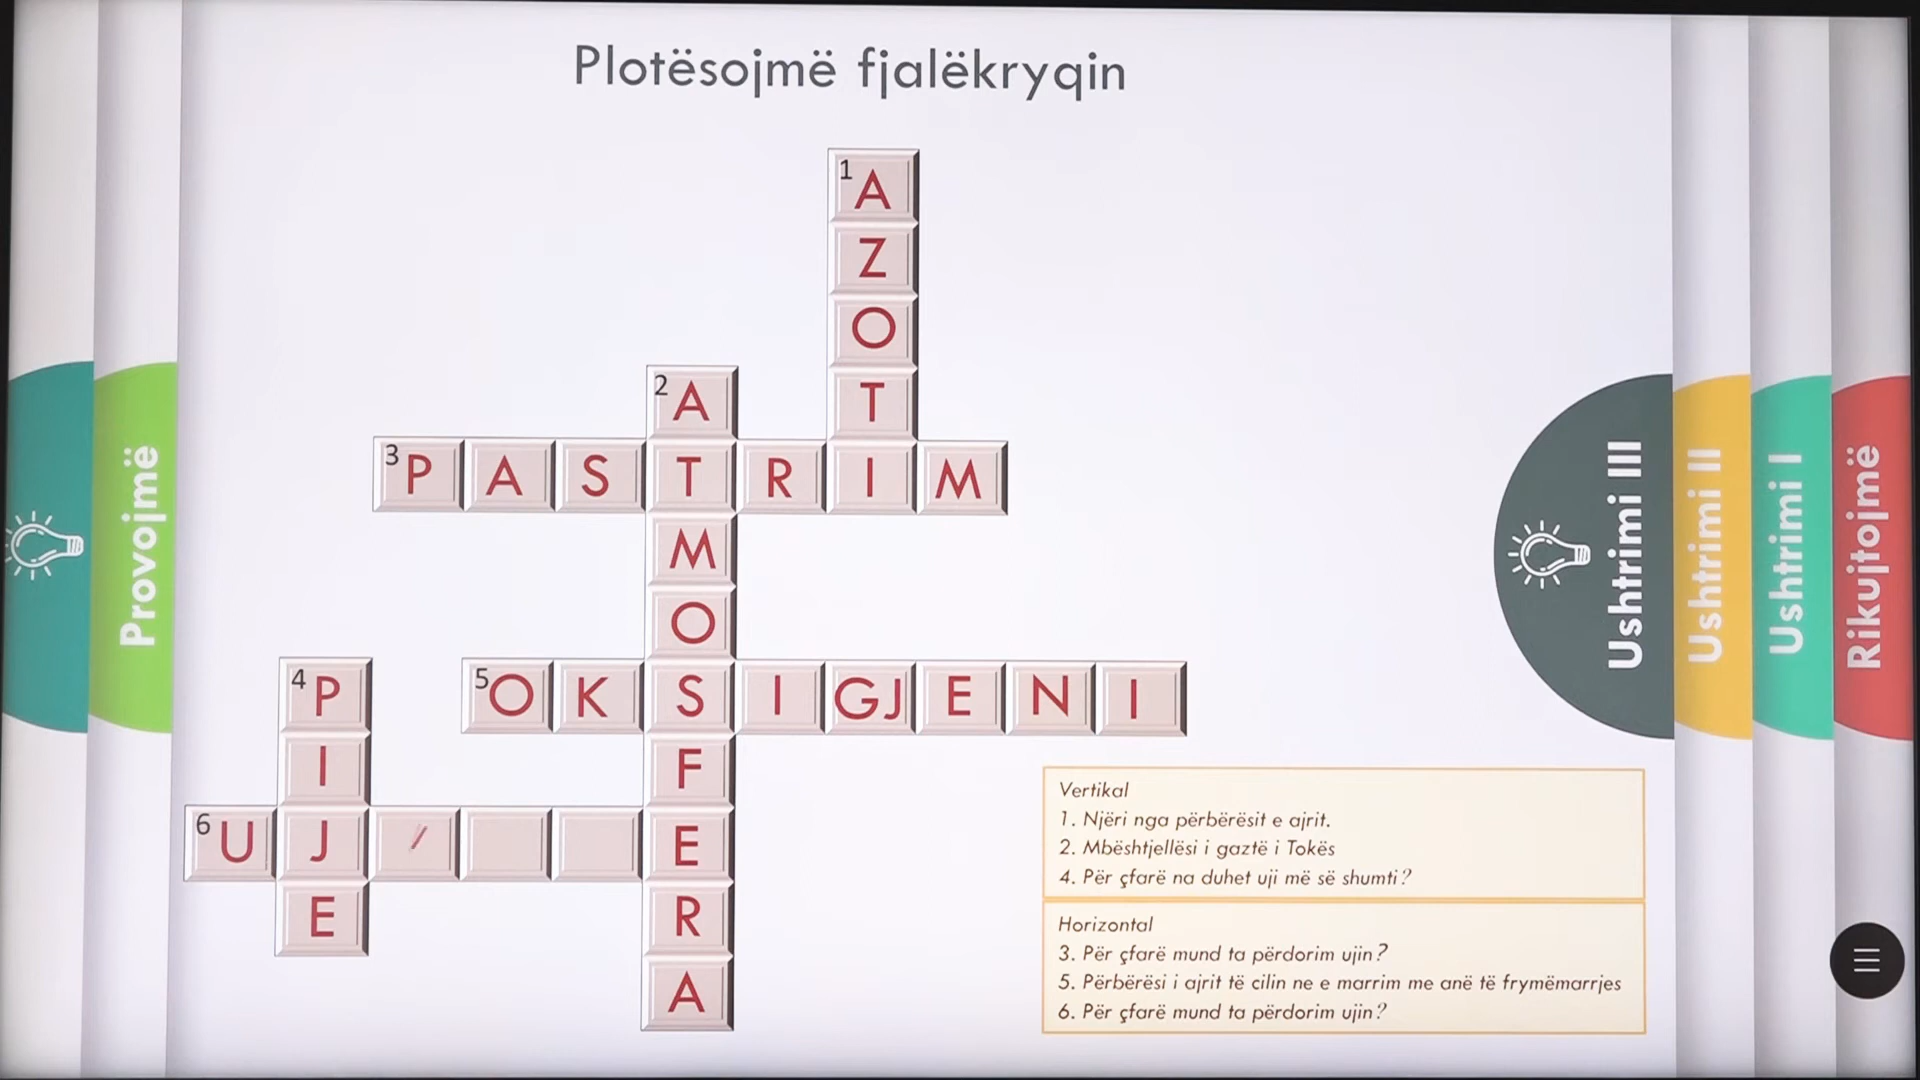 Plotësojmë fjalëkryqin
1 A
Z
O
T
2 A
3 P A S T R I M
M
O
4 P
5 O K S I GJ E N I
I
F
6 U J E
E
R
A
Vertikal
1. Njëri nga përbërësit e ajrit.
2. Mbështjellësi i gaztë i Tokës
4. Për çfarë na duhet uji më së shumti?
Horizontal
3. Për çfarë mund ta përdorim ujin?
5. Përbërësi i ajrit të cilin ne e marrim me anë të frymëmarrjes
6. Për çfarë mund ta përdorim ujin?
Provojmë
Ushtrimi III
Ushtrimi II
Ushtrimi I
Rikujtojmë